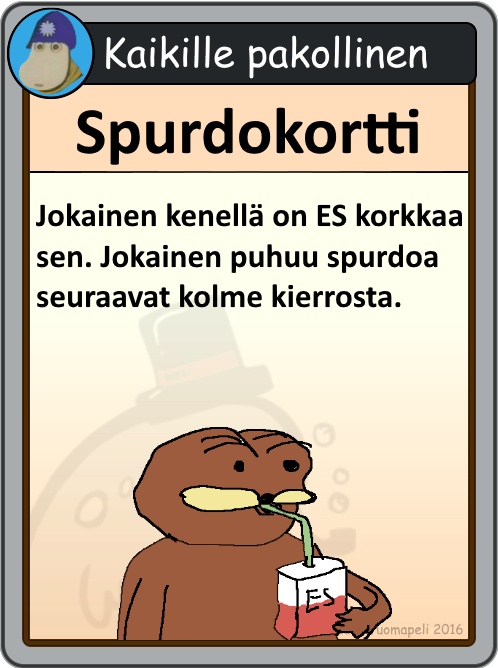 Kaikille pakollinen
Spurdokortti
Jokainen kenellä on ES korkkaa
sen. Jokainen puhuu spurdoa
seuraavat kolme kierrosta.
ES
uomapeli 2016